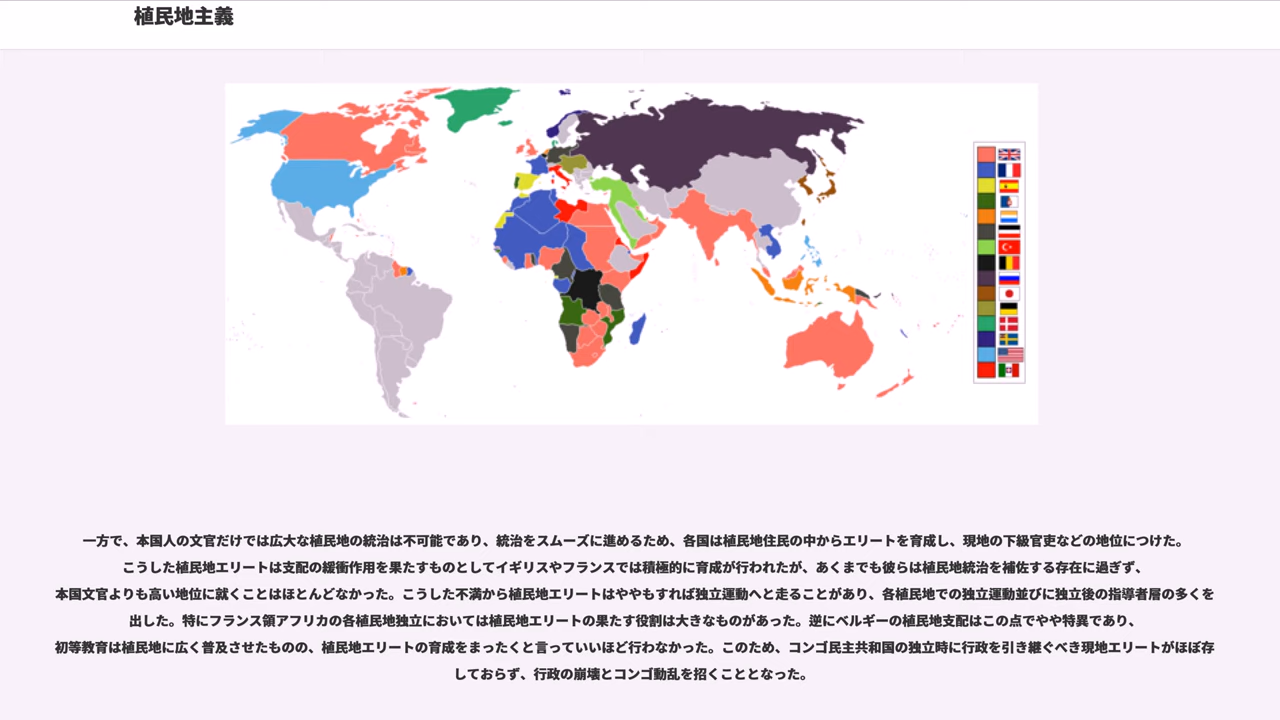 植民地主義
一方で、本国人の文官だけでは広大な植民地の統治は不可能であり、統治をスムーズに進めるため、各国は植民地住民の中からエリートを育成し、現地の下級官吏などの地位につけた。
こうした植民地エリートは支配の緩衝作用を果たすものとしてイギリスやフランスでは積極的に育成が行われたが、あくまでも彼らは植民地統治を補佐する存在に過ぎず、
本国文官よりも高い地位に就くことはほとんどなかった。こうした不満から植民地エリートはややもすれば独立運動へと走ることがあり、各植民地での独立運動並びに独立後の指導者層の多くを
出した。特にフランス領アフリカの各植民地独立においては植民地エリートの果たす役割は大きなものがあった。逆にベルギーの植民地支配はこの点でやや特異であり、
初等教育は植民地に広く普及させたものの、植民地エリートの育成をまったくと言っていいほど行わなかった。このため、コンゴ民主共和国の独立時に行政を引き継ぐべき現地エリートがほぼ存
しておらず、行政の崩壊とコンゴ動乱を招くこととなった。